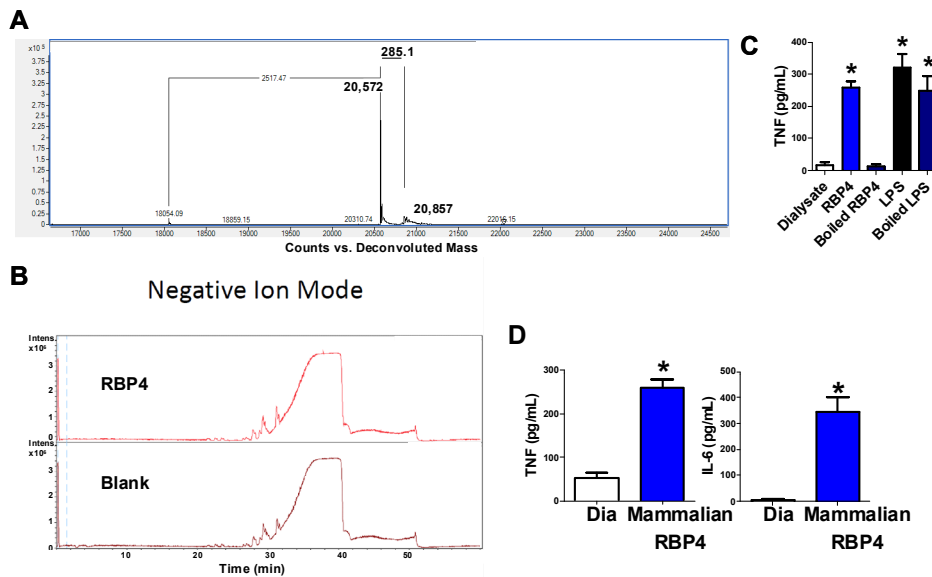 A
x10 5
3.75
3.5
3.25
3
2.75
2.5
2.25
2
1.75
1.5
1.25
1
0.75
0.5
0.25
0
285.1
2517.47
20,572
20,857
18054.09
18859.15
20310.74
22015.15
17000 17500 18000 18500 19000 19500 20000 20500 21000 21500 22000 22500 23000 23500 24000 24500
Counts vs. Deconvoluted Mass
B
Negative Ion Mode
Intens.
x10⁶
3
2
1
0
RBP4
Intens.
x10⁶
3
2
1
0
Blank
10 20 30 40 50
Time (min)
C
TNF (pg/mL)
400
300
200
100
0
* * *
Dialysate
RBP4
Boiled RBP4
LPS
Boiled LPS
D
TNF (pg/mL)
300
200
100
0
*
Dia Mammalian
RBP4
IL-6 (pg/mL)
500
400
300
200
100
0
*
Dia Mammalian
RBP4